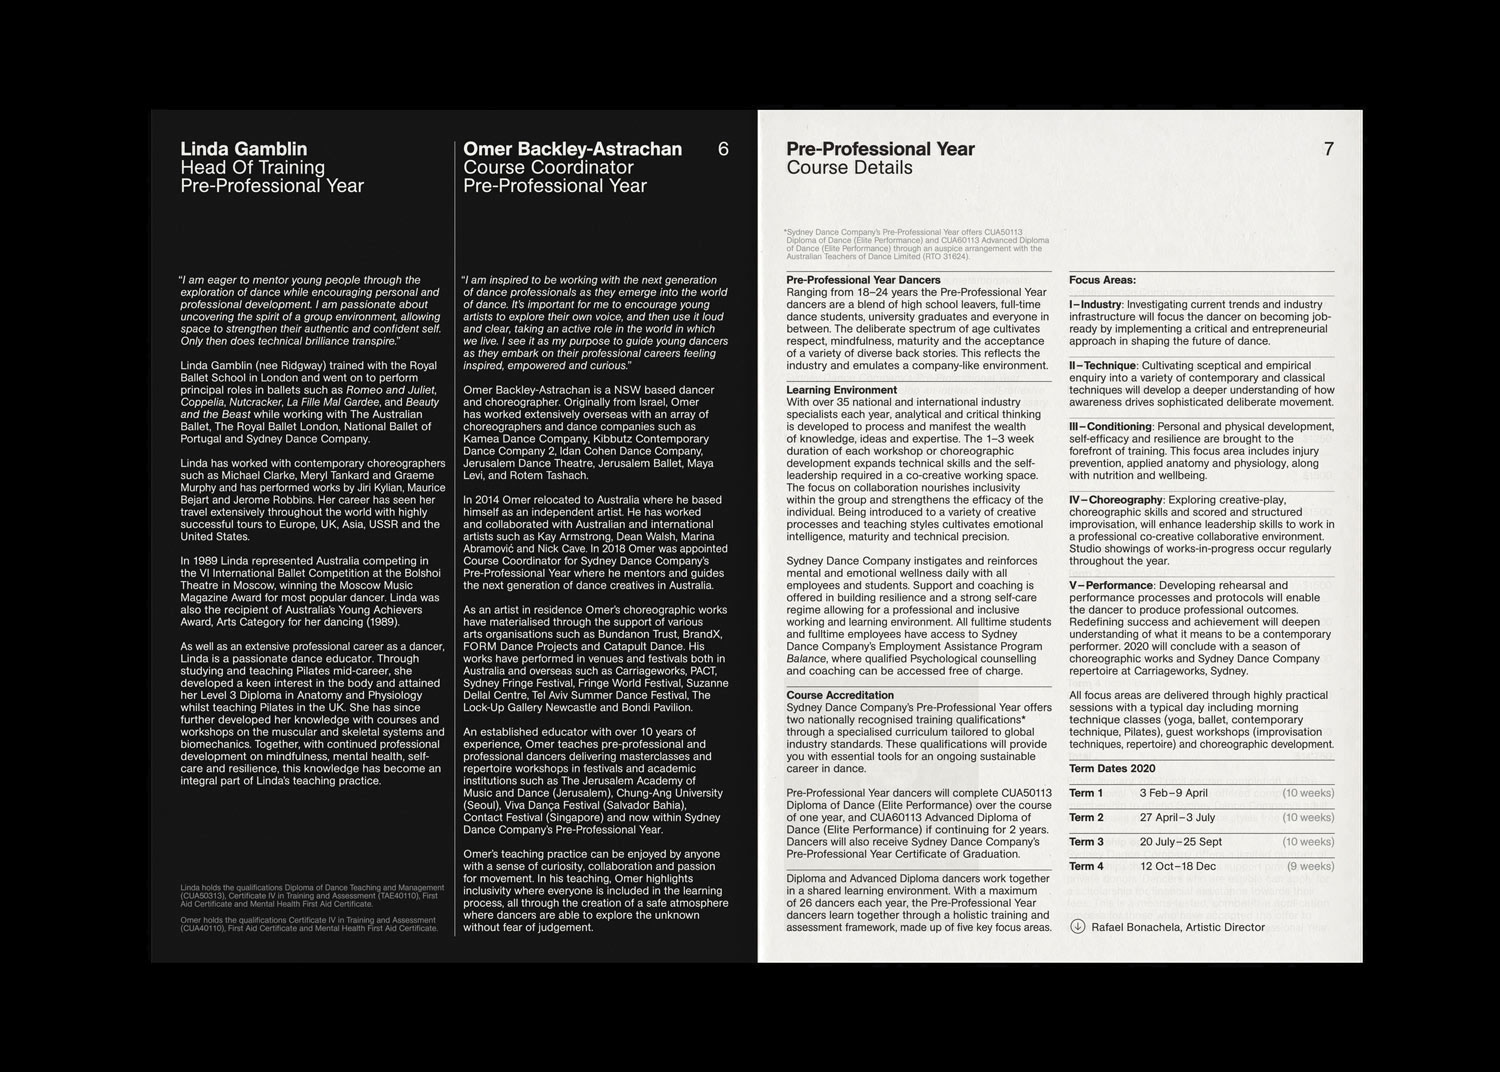 Linda Gamblin
Head Of Training
Pre-Professional Year
“I am eager to mentor young people through the
exploration of dance while encouraging personal and
professional development. I am passionate about
uncovering the spirit of a group environment, allowing
space to strengthen their authentic and confident self.
Only then does technical brilliance transpire.”
Linda Gamblin (nee Ridgway) trained with the Royal
Ballet School in London and went on to perform
principal roles in ballets such as Romeo and Juliet,
Coppelia, Nutcracker, La Fille Mal Gardee, and Beauty
and the Beast while working with The Australian
Ballet, The Royal Ballet London, National Ballet of
Portugal and Sydney Dance Company.
Linda has worked with contemporary choreographers
such as Michael Clarke, Meryl Tankard and Graeme
Murphy and has performed works by Jiri Kylian, Maurice
Bejart and Jerome Robbins. Her career has seen her
travel extensively throughout the world with highly
successful tours to Europe, UK, Asia, USSR and the
United States.
In 1989 Linda represented Australia competing in
the VI International Ballet Competition at the Bolshoi
Theatre in Moscow, winning the Moscow Music
Magazine Award for most popular dancer. Linda was
also the recipient of Australia's Young Achievers
Award, Arts Category for her dancing (1989).
As well as an extensive professional career as a dancer,
Linda is a passionate dance educator. Through
studying and teaching Pilates mid-career, she
developed a keen interest in the body and attained
her Level 3 Diploma in Anatomy and Physiology
whilst teaching Pilates in the UK. She has since
further developed her knowledge with courses and
workshops on the muscular and skeletal systems and
biomechanics. Together, with continued professional
development on mindfulness, mental health, self-
care and resilience, this knowledge has become an
integral part of Linda's teaching practice.
Linda holds the qualifications Diploma of Dance Teaching and Management
(CUA50313), Certificate IV in Training and Assessment (TAE40110), First
Aid Certificate and Mental Health First Aid Certificate.
Omer holds the qualifications Certificate IV in Training and Assessment
(CUA40110), First Aid Certificate and Mental Health First Aid Certificate.
Omer Backley-Astrachan
Course Coordinator
Pre-Professional Year
6
“I am inspired to be working with the next generation
of dance professionals as they emerge into the world
of dance. It's important for me to encourage young
artists to explore their own voice, and then use it loud
and clear, taking an active role in the world in which
we live. I see it as my purpose to guide young dancers
as they embark on their professional careers feeling
inspired, empowered and curious.”
Omer Backley-Astrachan is a NSW based dancer
and choreographer. Originally from Israel, Omer
has worked extensively overseas with an array of
choreographers and dance companies such as
Kamea Dance Company, Kibbutz Contemporary
Dance Company 2, Idan Cohen Dance Company,
Jerusalem Dance Theatre, Jerusalem Ballet, Maya
Levi, and Rotem Tashach.
In 2014 Omer relocated to Australia where he based
himself as an independent artist. He has worked
and collaborated with Australian and international
artists such as Kay Armstrong, Dean Walsh, Marina
Abramović and Nick Cave. In 2018 Omer was appointed
Course Coordinator for Sydney Dance Company's
Pre-Professional Year where he mentors and guides
the next generation of dance creatives in Australia.
As an artist in residence Omer's choreographic works
have materialised through the support of various
arts organisations such as Bundanon Trust, BrandX,
FORM Dance Projects and Catapult Dance. His
works have performed in venues and festivals both in
Australia and overseas such as Carriageworks, PACT,
Sydney Fringe Festival, Fringe World Festival, Suzanne
Dellal Centre, Tel Aviv Summer Dance Festival, The
Lock-Up Gallery Newcastle and Bondi Pavilion.
An established educator with over 10 years of
experience, Omer teaches pre-professional and
professional dancers delivering masterclasses and
repertoire workshops in festivals and academic
institutions such as The Jerusalem Academy of
Music and Dance (Jerusalem), Chung-Ang University
(Seoul), Viva Dança Festival (Salvador Bahia),
Contact Festival (Singapore) and now within Sydney
Dance Company's Pre-Professional Year.
Omer's teaching practice can be enjoyed by anyone
with a sense of curiosity, collaboration and passion
for movement. In his teaching, Omer highlights
inclusivity where everyone is included in the learning
process, all through the creation of a safe atmosphere
where dancers are able to explore the unknown
without fear of judgement.
Pre-Professional Year
Course Details
7
*Sydney Dance Company's Pre-Professional Year offers CUA50113
Diploma of Dance (Elite Performance) and CUA60113 Advanced Diploma
of Dance (Elite Performance) through an auspice arrangement with the
Australian Teachers of Dance Limited (RTO 31624).
Pre-Professional Year Dancers
Ranging from 18–24 years the Pre-Professional Year
dancers are a blend of high school leavers, full-time
dance students, university graduates and everyone in
between. The deliberate spectrum of age cultivates
respect, mindfulness, maturity and the acceptance
of a variety of diverse back stories. This reflects the
industry and emulates a company-like environment.
Learning Environment
With over 35 national and international industry
specialists each year, analytical and critical thinking
is developed to process and manifest the wealth
of knowledge, ideas and expertise. The 1–3 week
duration of each workshop or choreographic
development expands technical skills and the self-
leadership required in a co-creative working space.
The focus on collaboration nourishes inclusivity
within the group and strengthens the efficacy of the
individual. Being introduced to a variety of creative
processes and teaching styles cultivates emotional
intelligence, maturity and technical precision.
Sydney Dance Company instigates and reinforces
mental and emotional wellness daily with all
employees and students. Support and coaching is
offered in building resilience and a strong self-care
regime allowing for a professional and inclusive
working and learning environment. All fulltime students
and fulltime employees have access to Sydney
Dance Company's Employment Assistance Program
Balance, where qualified Psychological counselling
and coaching can be accessed free of charge.
Course Accreditation
Sydney Dance Company's Pre-Professional Year offers
two nationally recognised training qualifications*
through a specialised curriculum tailored to global
industry standards. These qualifications will provide
you with essential tools for an ongoing sustainable
career in dance.
Pre-Professional Year dancers will complete CUA50113
Diploma of Dance (Elite Performance) over the course
of one year, and CUA60113 Advanced Diploma of
Dance (Elite Performance) if continuing for 2 years.
Dancers will also receive Sydney Dance Company's
Pre-Professional Year Certificate of Graduation.
Diploma and Advanced Diploma dancers work together
in a shared learning environment. With a maximum
of 26 dancers each year, the Pre-Professional Year
dancers learn together through a holistic training and
assessment framework, made up of five key focus areas.
Focus Areas:
I – Industry: Investigating current trends and industry
infrastructure will focus the dancer on becoming job-
ready by implementing a critical and entrepreneurial
approach in shaping the future of dance.
II – Technique: Cultivating sceptical and empirical
enquiry into a variety of contemporary and classical
techniques will develop a deeper understanding of how
awareness drives sophisticated deliberate movement.
III – Conditioning: Personal and physical development,
self-efficacy and resilience are brought to the
forefront of training. This focus area includes injury
prevention, applied anatomy and physiology, along
with nutrition and wellbeing.
IV – Choreography: Exploring creative-play,
choreographic skills and scored and structured
improvisation, will enhance leadership skills to work in
a professional co-creative collaborative environment.
Studio showings of works-in-progress occur regularly
throughout the year.
V – Performance: Developing rehearsal and
performance processes and protocols will enable
the dancer to produce professional outcomes.
Redefining success and achievement will deepen
understanding of what it means to be a contemporary
performer. 2020 will conclude with a season of
choreographic works and Sydney Dance Company
repertoire at Carriageworks, Sydney.
All focus areas are delivered through highly practical
sessions with a typical day including morning
technique classes (yoga, ballet, contemporary
technique, Pilates), guest workshops (improvisation
techniques, repertoire) and choreographic development.
Term Dates 2020
Term 1 3 Feb – 9 April (10 weeks)
Term 2 27 April – 3 July (10 weeks)
Term 3 20 July – 25 Sept (10 weeks)
Term 4 12 Oct – 18 Dec (9 weeks)
Rafael Bonachela, Artistic Director